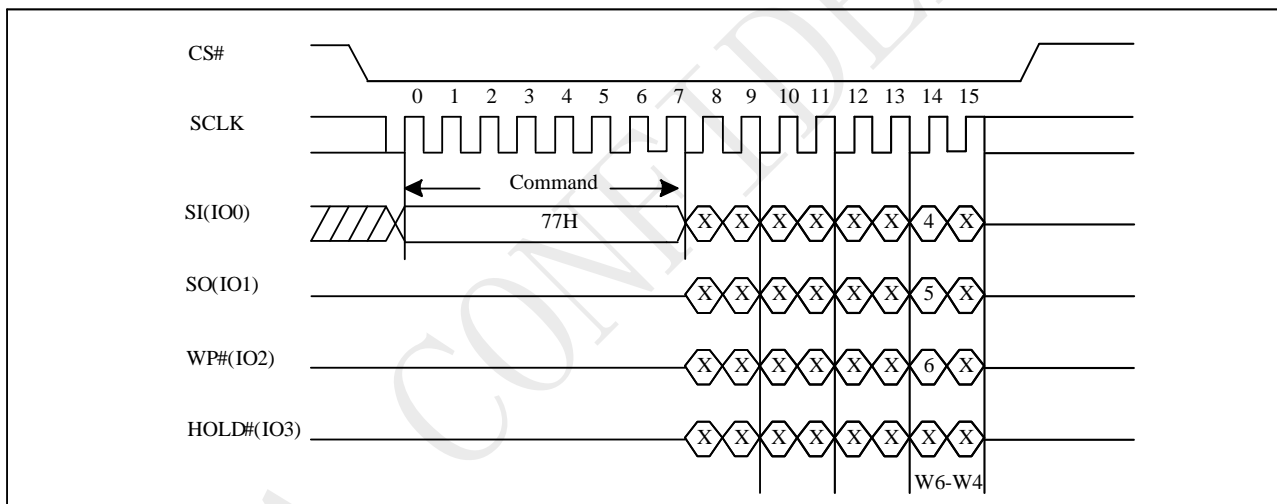 CS#
0 1 2 3 4 5 6 7 8 9 10 11 12 13 14 15
SCLK
Command
SI(IO0) 77H X X X X X X 4 X
SO(IO1) X X X X X X 5 X
WP#(IO2) X X X X X X 6 X
HOLD#(IO3) X X X X X X X X
W6-W4